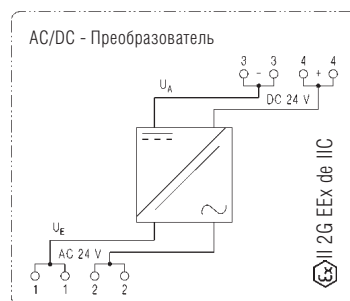 AC/DC - Преобразователь
3 - 3 4 + 4
U_A
DC 24 V
U_E
AC 24 V
1 1 2 2
Ex II 2G EEx de IIC